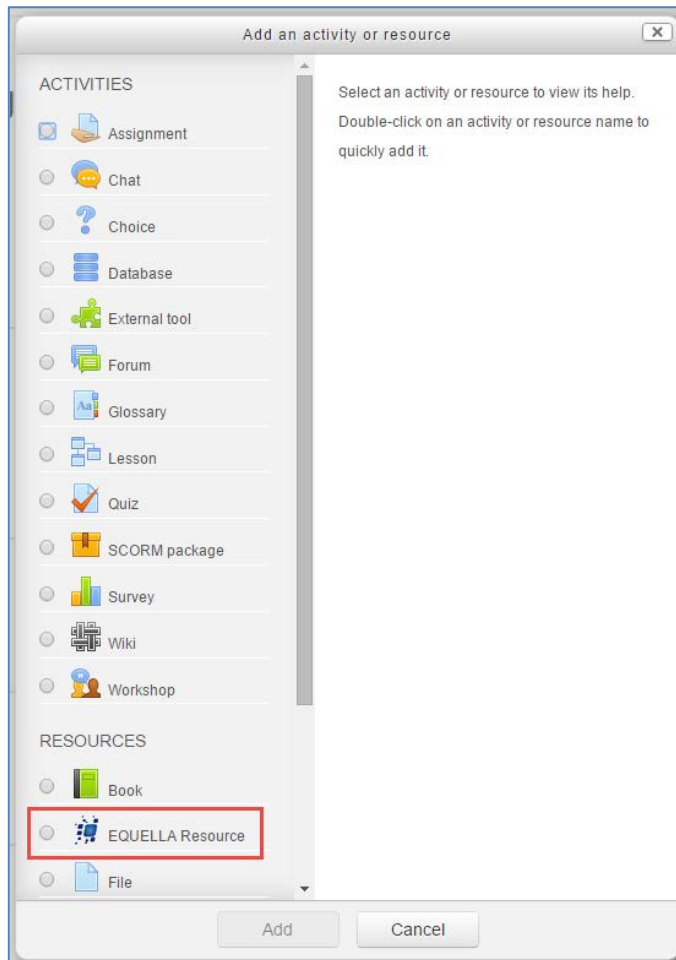 Add an activity or resource
ACTIVITIES
Assignment
Chat
Choice
Database
External tool
Forum
Aa
Glossary
Lesson
Quiz
SCORM package
Survey
Wiki
Workshop
RESOURCES
Book
EQUELLA Resource
File
Select an activity or resource to view its help.
Double-click on an activity or resource name to
quickly add it.
Add
Cancel